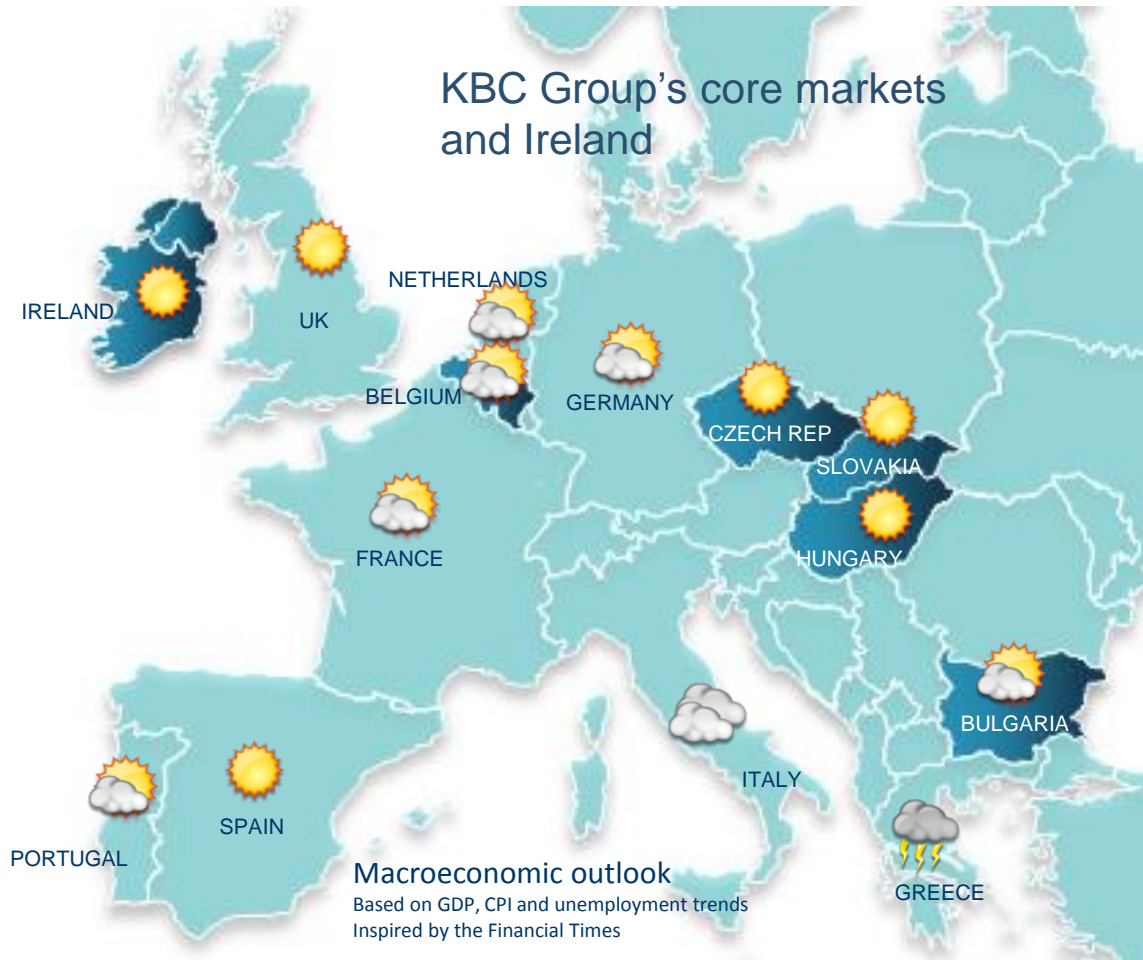 KBC Group’s core markets
and Ireland
NETHERLANDS
IRELAND
UK
BELGIUM
GERMANY
CZECH REP
SLOVAKIA
FRANCE
HUNGARY
BULGARIA
ITALY
SPAIN
PORTUGAL
GREECE
Macroeconomic outlook
Based on GDP, CPI and unemployment trends
Inspired by the Financial Times